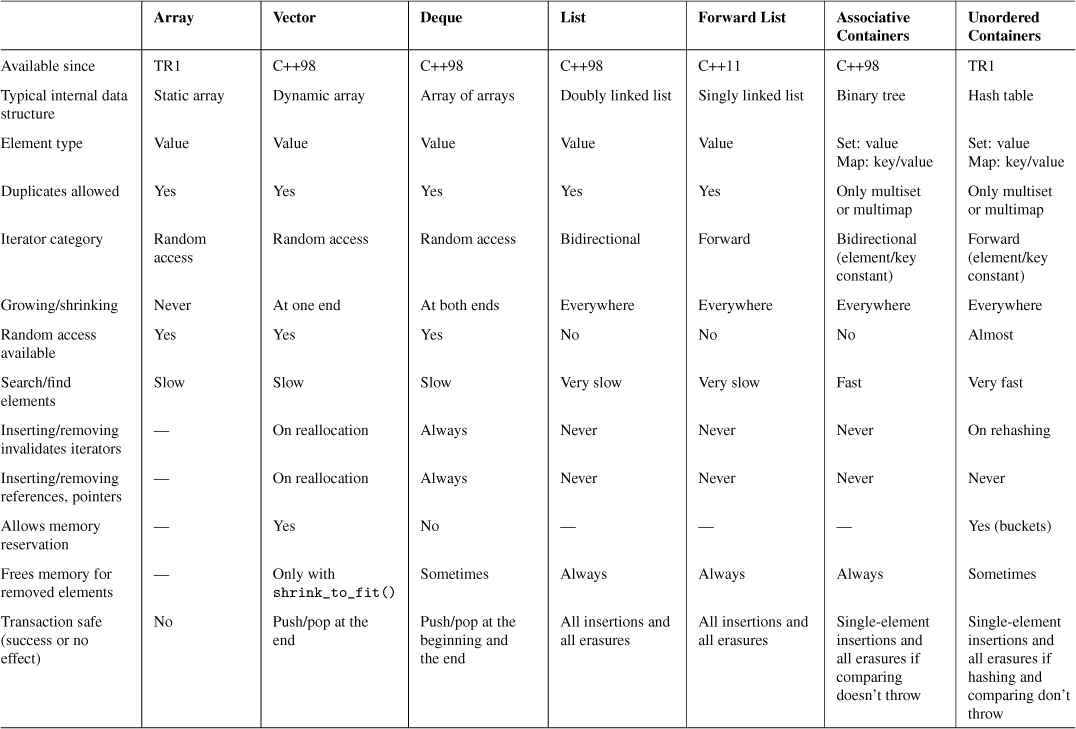 Array Vector Deque List Forward List Associative Unordered
Containers Containers
Available since TR1 C++98 C++98 C++98 C++11 C++98 TR1
Typical internal data Static array Dynamic array Array of arrays Doubly linked list Singly linked list Binary tree Hash table
structure
Element type Value Value Value Value Value Set: value Set: value
Map: key/value Map: key/value
Duplicates allowed Yes Yes Yes Yes Yes Only multiset Only multiset
or multimap or multimap
Iterator category Random Random access Random access Bidirectional Forward Bidirectional Forward
access (element/key (element/key
constant) constant)
Growing/shrinking Never At one end At both ends Everywhere Everywhere Everywhere Everywhere
Random access Yes Yes Yes No No No Almost
available
Search/find Slow Slow Slow Very slow Very slow Fast Very fast
elements
Inserting/removing — On reallocation Always Never Never Never On rehashing
invalidates iterators
Inserting/removing — On reallocation Always Never Never Never Never
references, pointers
Allows memory — Yes No — — — Yes (buckets)
reservation
Frees memory for — Only with Sometimes Always Always Always Sometimes
removed elements shrink_to_fit()
Transaction safe No Push/pop at the Push/pop at the All insertions and All insertions and Single-element Single-element
(success or no end beginning and all erasures all erasures insertions and insertions and
effect) the end all erasures if all erasures if
comparing hashing and
doesn't throw comparing don't
throw